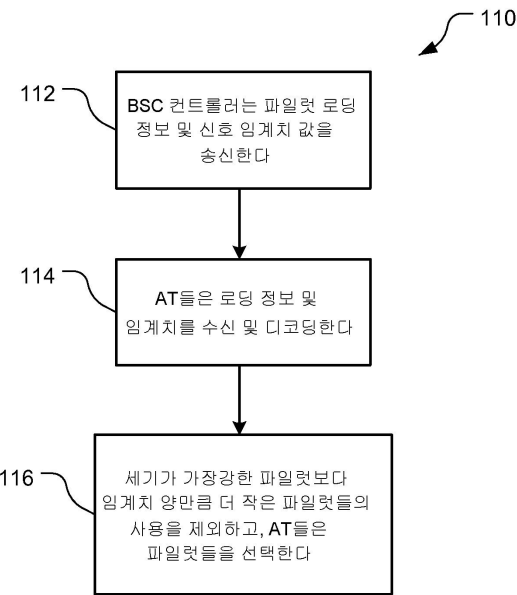 110
112
BSC 컨트롤러는 파일럿 로딩
정보 및 신호 임계치 값을
송신한다
114
AT들은 로딩 정보 및
임계치를 수신 및 디코딩한다
116
세기가 가장강한 파일럿보다
임계치 양만큼 더 작은 파일럿들의
사용을 제외하고, AT들은
파일럿들을 선택한다